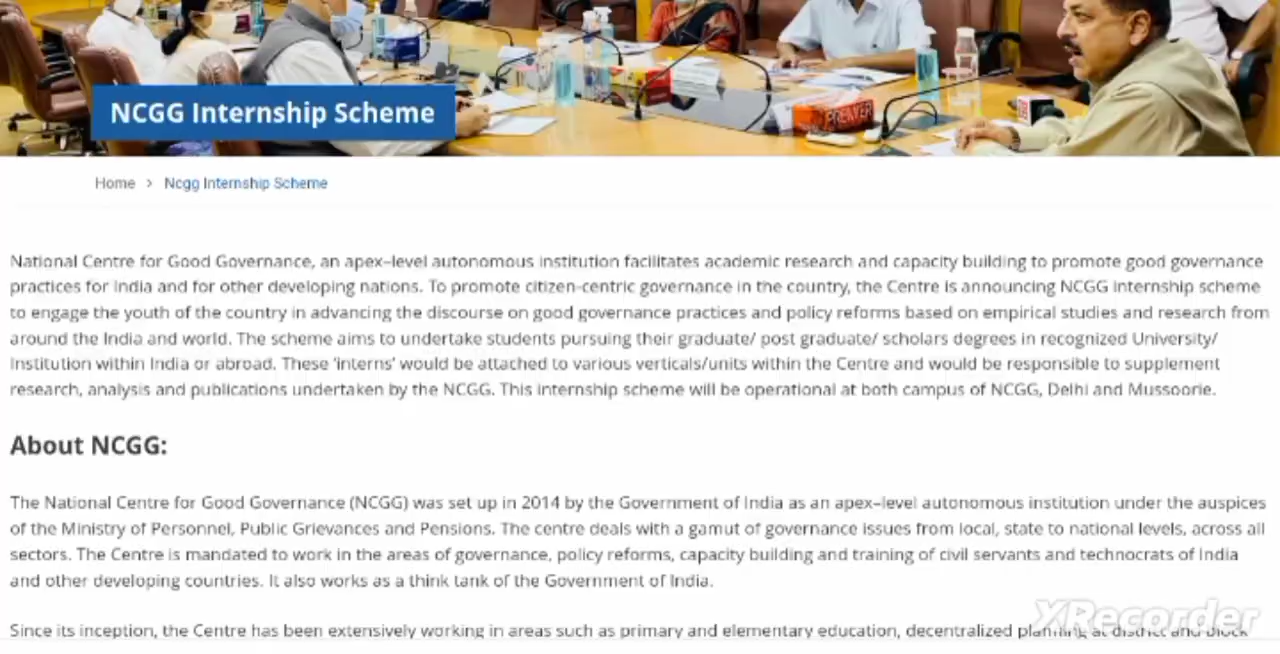 NCGG Internship Scheme
Home > Ncgg Internship Scheme
National Centre for Good Governance, an apex–level autonomous institution facilitates academic research and capacity building to promote good governance
practices for India and for other developing nations. To promote citizen-centric governance in the country, the Centre is announcing NCGG internship scheme
to engage the youth of the country in advancing the discourse on good governance practices and policy reforms based on empirical studies and research from
around the India and world. The scheme aims to undertake students pursuing their graduate/ post graduate/ scholars degrees in recognized University/
Institution within India or abroad. These 'interns' would be attached to various verticals/units within the Centre and would be responsible to supplement
research, analysis and publications undertaken by the NCGG. This internship scheme will be operational at both campus of NCGG, Delhi and Mussoorie.
About NCGG:
The National Centre for Good Governance (NCGG) was set up in 2014 by the Government of India as an apex–level autonomous institution under the auspices
of the Ministry of Personnel, Public Grievances and Pensions. The centre deals with a gamut of governance issues from local, state to national levels, across all
sectors. The Centre is mandated to work in the areas of governance, policy reforms, capacity building and training of civil servants and technocrats of India
and other developing countries. It also works as a think tank of the Government of India.
Since its inception, the Centre has been extensively working in areas such as primary and elementary education, decentralized planning at district and block
XRecorder